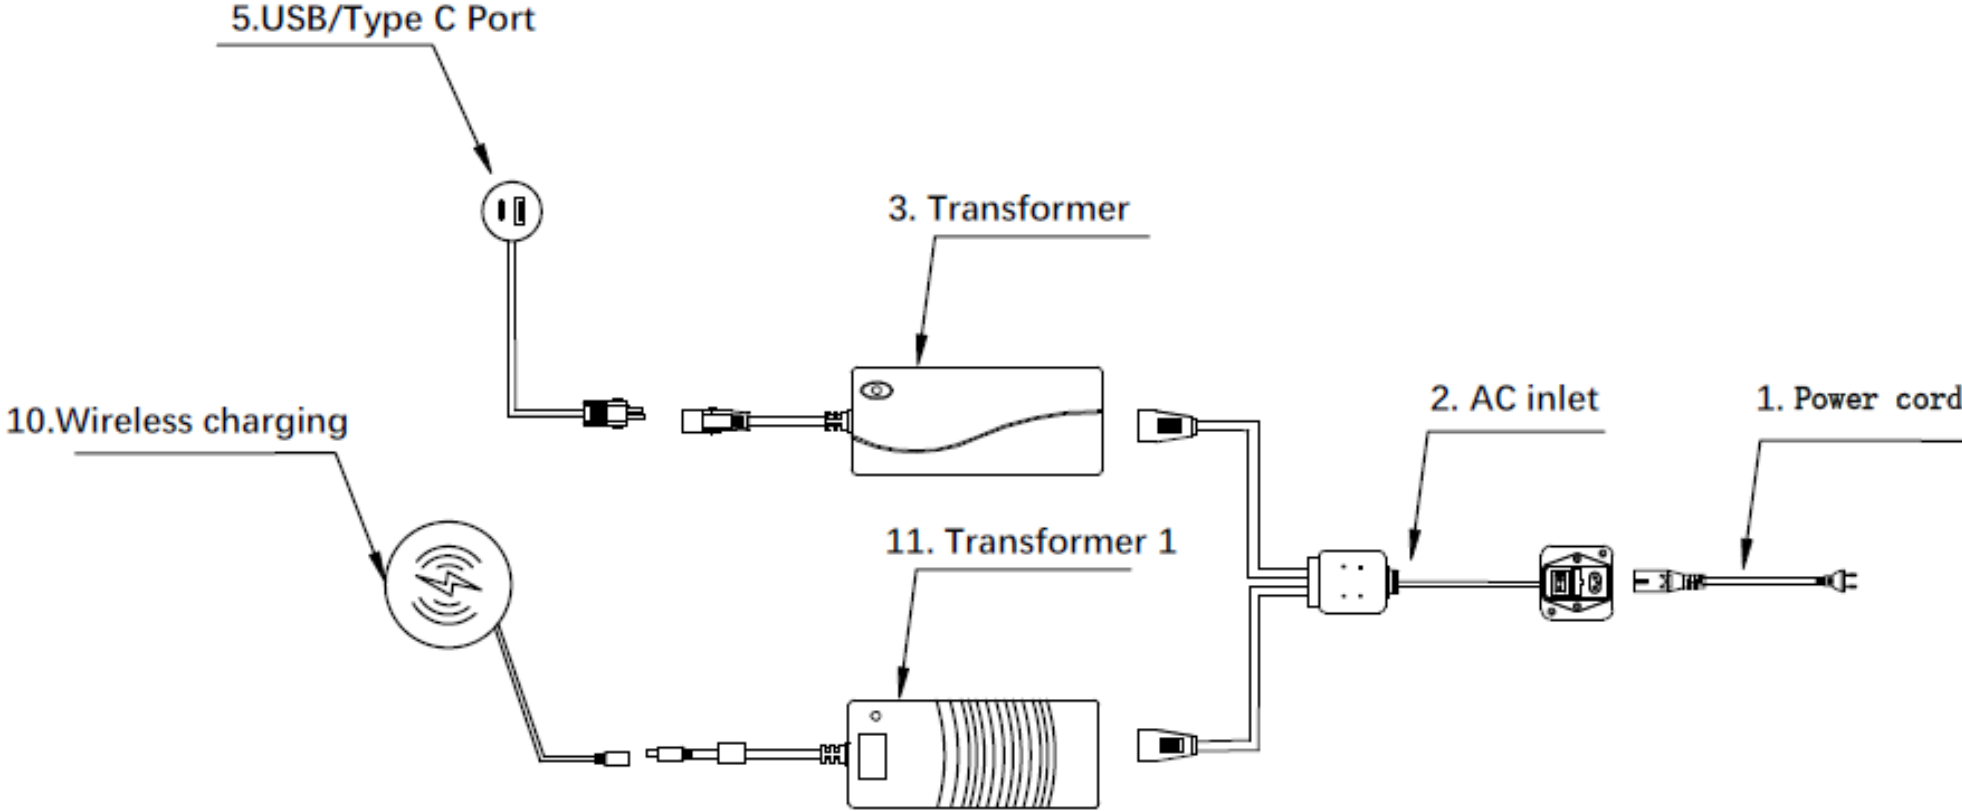 5.USB/Type C Port
3. Transformer
10.Wireless charging
2. AC inlet
1. Power cord
11. Transformer 1